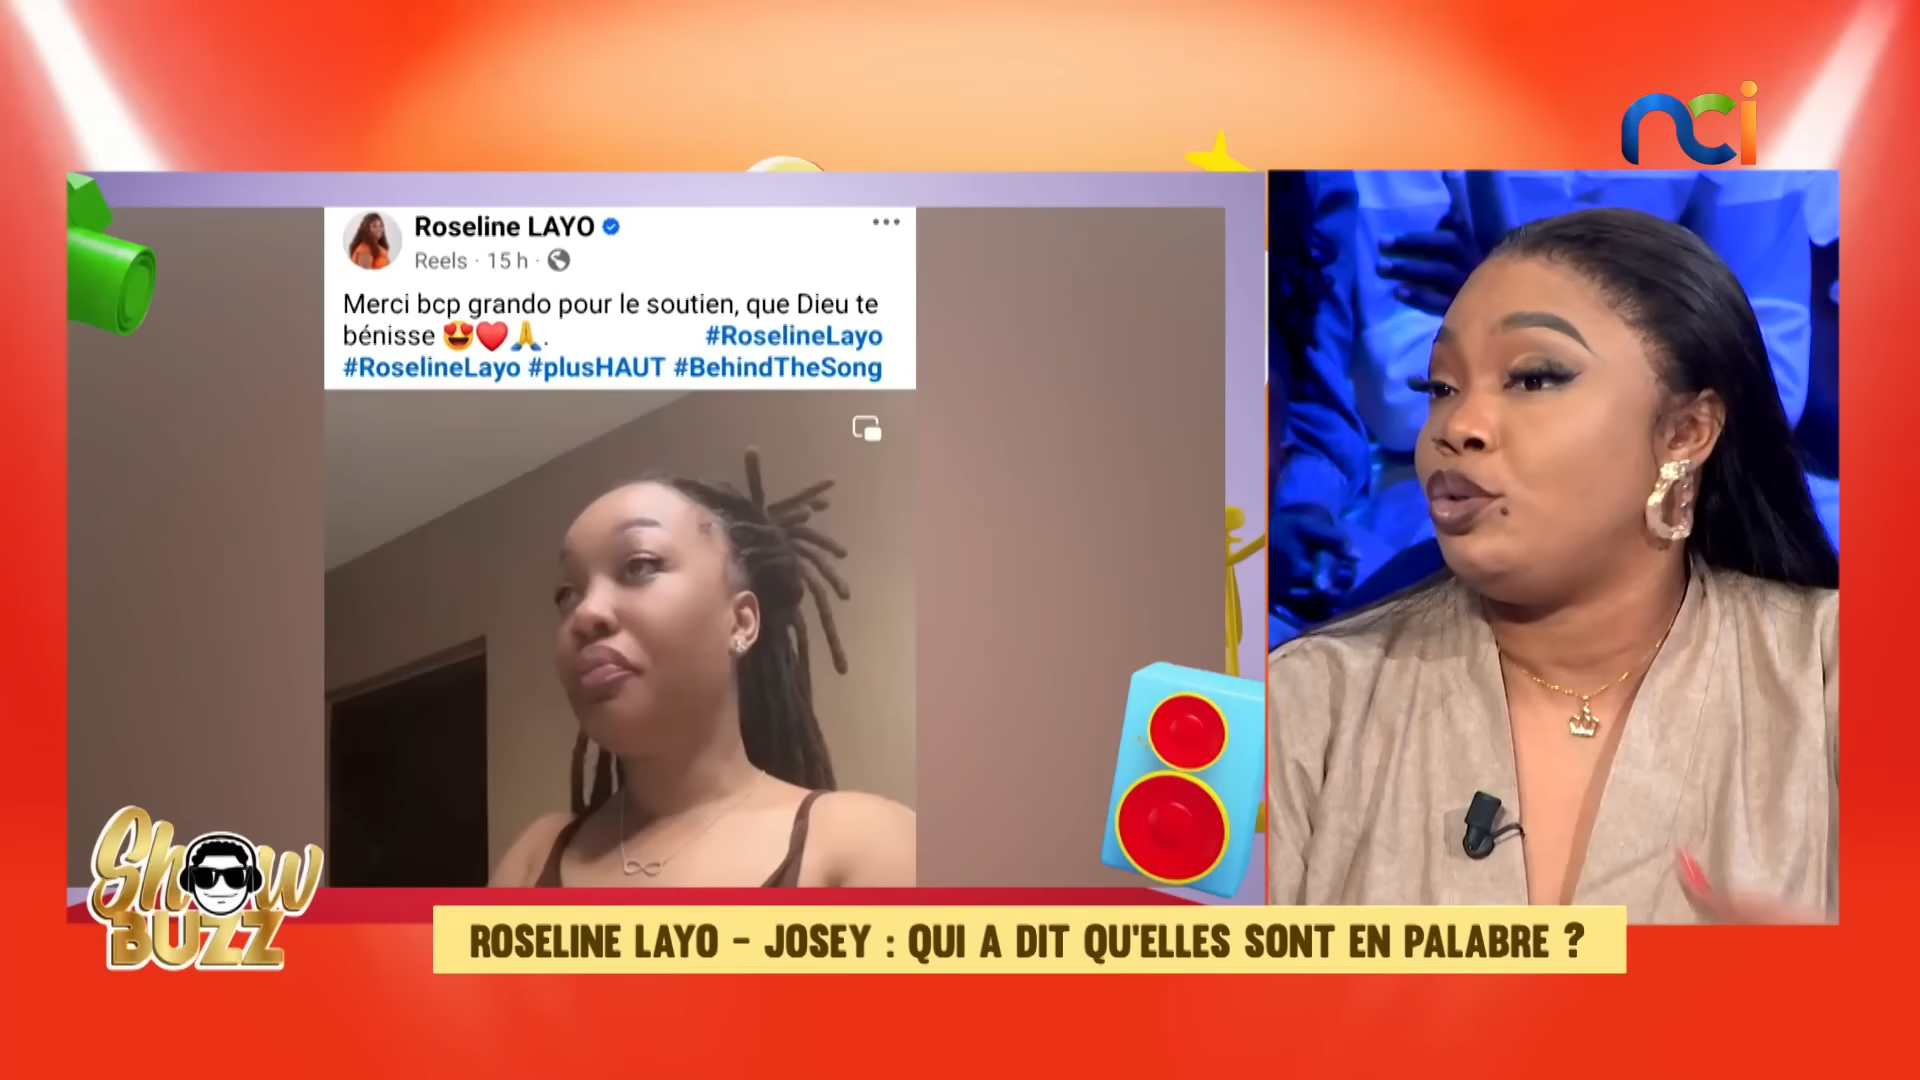 nci
Roseline LAYO
Reels · 15 h ·
Merci bcp grando pour le soutien, que Dieu te
bénisse 😍❤️🙏. #RoselineLayo
#RoselineLayo #plusHAUT #BehindTheSong
Show
BUZZ
ROSELINE LAYO - JOSEY : QUI A DIT QU'ELLES SONT EN PALABRE ?